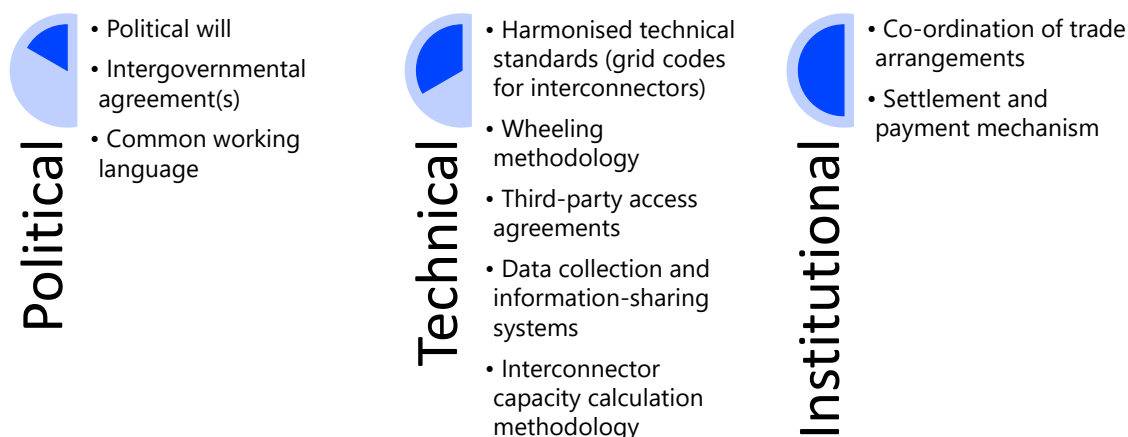 Political
• Political will
• Intergovernmental
agreement(s)
• Common working
language
Technical
• Harmonised technical
standards (grid codes
for interconnectors)
• Wheeling
methodology
• Third-party access
agreements
• Data collection and
information-sharing
systems
• Interconnector
capacity calculation
methodology
Institutional
• Co-ordination of trade
arrangements
• Settlement and
payment mechanism